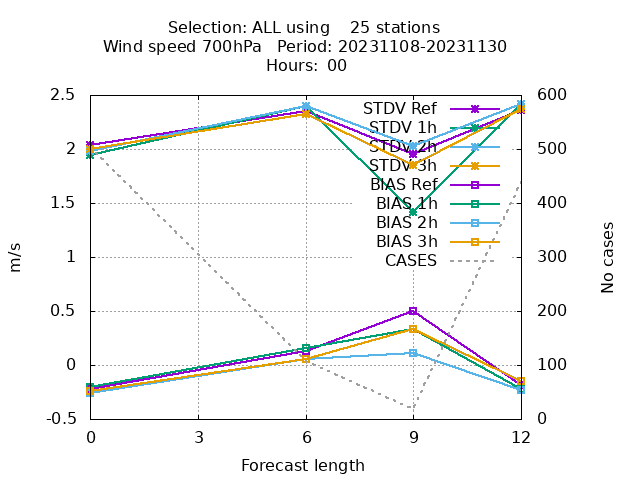 Selection: ALL using    25 stations
Wind speed 700hPa   Period: 20231108-20231130
Hours:  00
2.5
2
1.5
1
0.5
0
-0.5
600
500
400
300
200
100
0
STDV Ref
STDV 1h
STDV 2h
STDV 3h
BIAS Ref
BIAS 1h
BIAS 2h
BIAS 3h
CASES
m/s
No cases
0 3 6 9 12
Forecast length